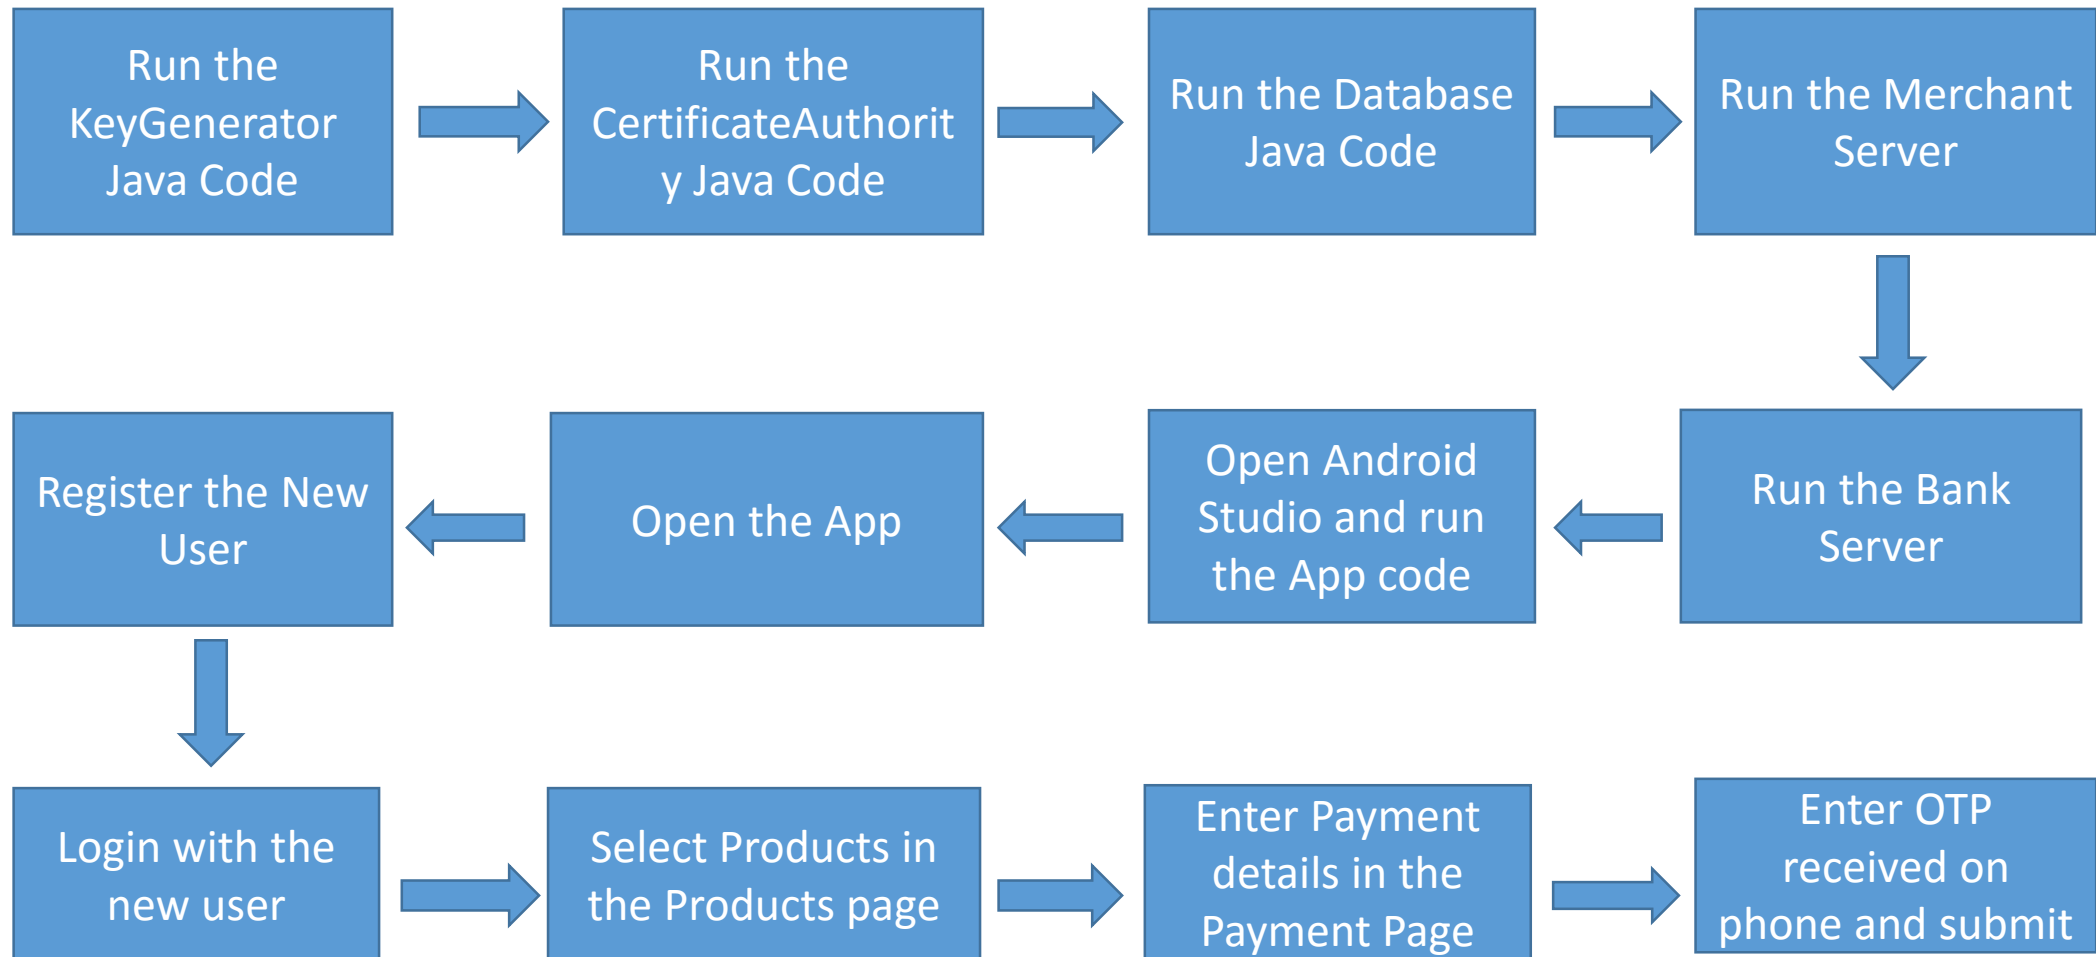 Run the
KeyGenerator
Java Code
Run the
CertificateAuthorit
y Java Code
Run the Database
Java Code
Run the Merchant
Server
Register the New
User
Open the App
Open Android
Studio and run
the App code
Run the Bank
Server
Login with the
new user
Select Products in
the Products page
Enter Payment
details in the
Payment Page
Enter OTP
received on
phone and submit